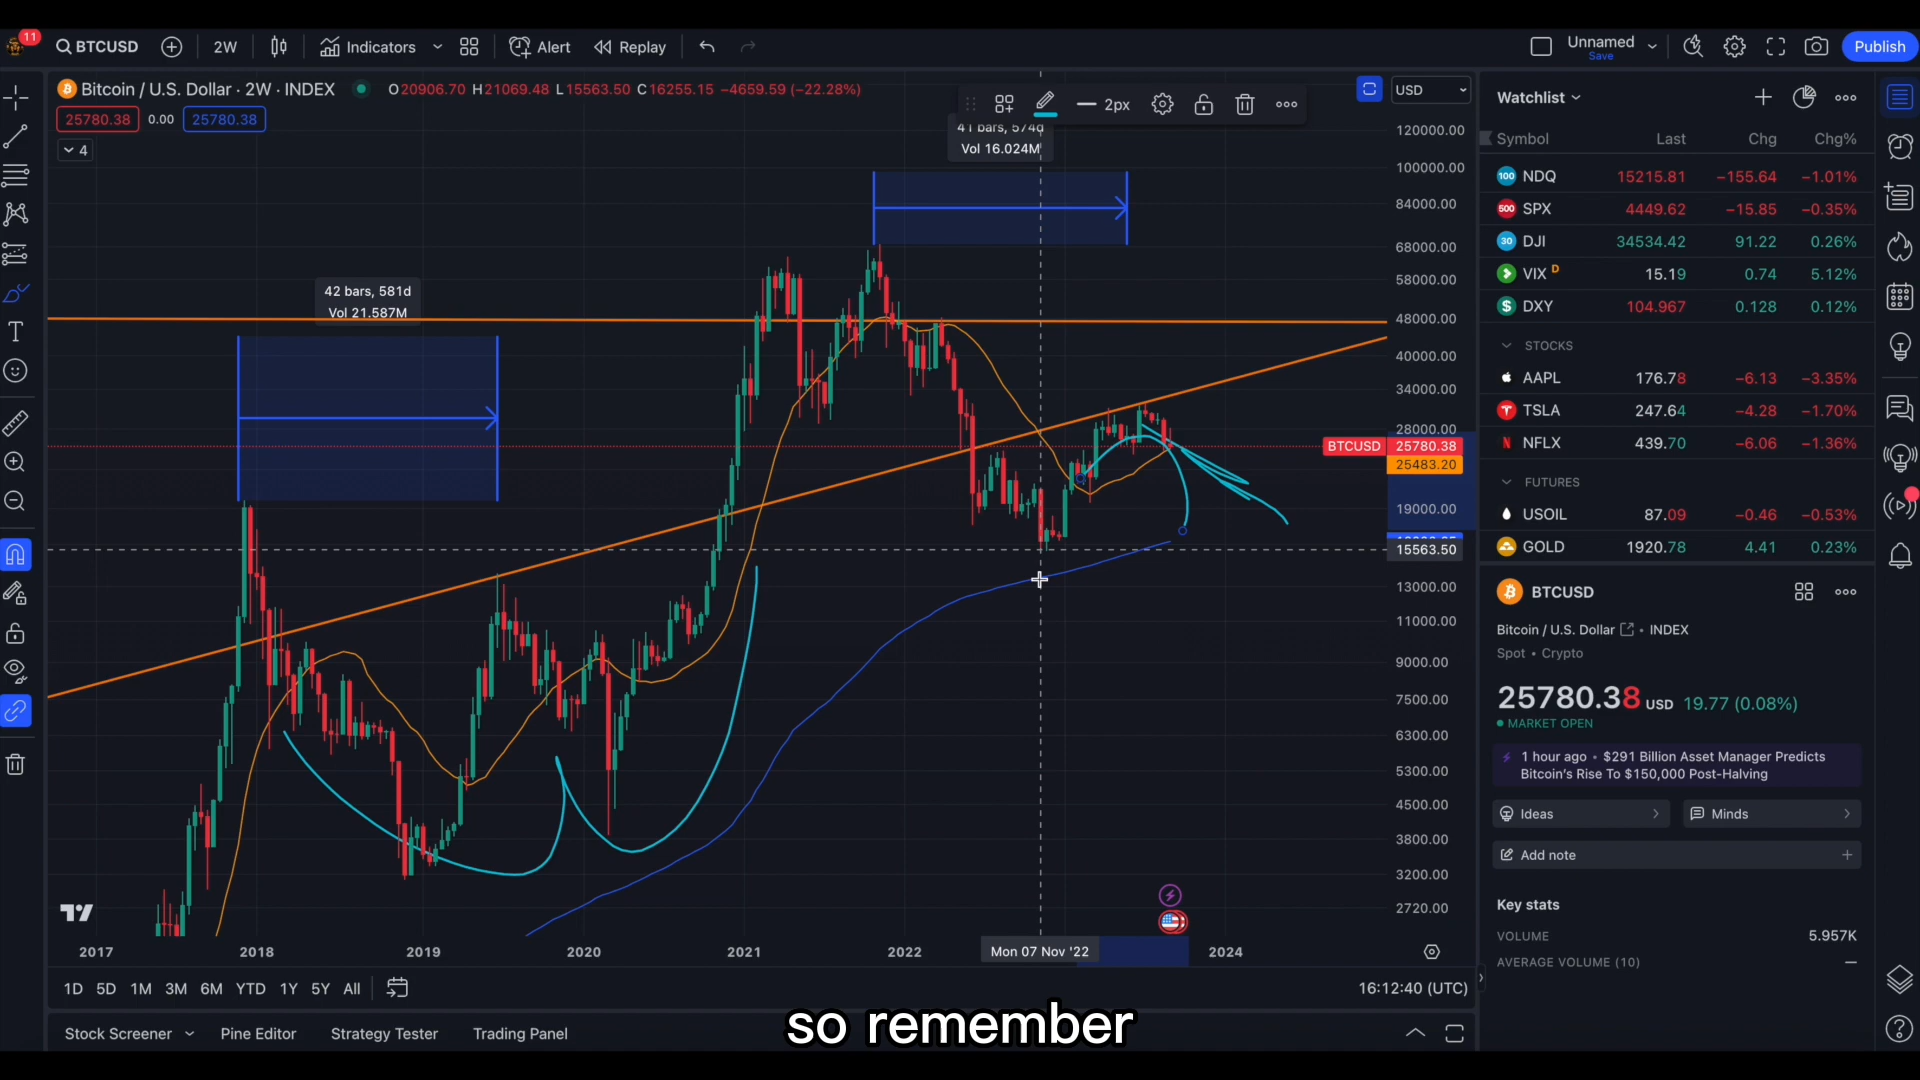 11
BTCUSD
2W
Indicators
Alert
Replay
Unnamed
Save
Publish
Bitcoin / U.S. Dollar · 2W · INDEX
O20906.70 H21069.48 L15563.50 C16255.15 −4659.59 (−22.28%)
25780.38 0.00 25780.38
4
2px
USD
41 bars, 574d
Vol 16.024M
42 bars, 581d
Vol 21.587M
120000.00
100000.00
84000.00
68000.00
58000.00
48000.00
40000.00
34000.00
28000.00
BTCUSD 25780.38
25483.20
19000.00
15563.50
13000.00
11000.00
9000.00
7500.00
6300.00
5300.00
4500.00
3800.00
3200.00
2720.00
2017 2018 2019 2020 2021 2022 Mon 07 Nov '22 2024
1D 5D 1M 3M 6M YTD 1Y 5Y All
16:12:40 (UTC)
Stock Screener Pine Editor Strategy Tester Trading Panel
so remember
Watchlist
Symbol Last Chg Chg%
100 NDQ 15215.81 −155.64 −1.01%
500 SPX 4449.62 −15.85 −0.35%
30 DJI 34534.42 91.22 0.26%
VIX D 15.19 0.74 5.12%
$ DXY 104.967 0.128 0.12%
STOCKS
AAPL 176.78 −6.13 −3.35%
TSLA 247.64 −4.28 −1.70%
NFLX 439.70 −6.06 −1.36%
FUTURES
USOIL 87.09 −0.46 −0.53%
GOLD 1920.78 4.41 0.23%
BTCUSD
Bitcoin / U.S. Dollar • INDEX
Spot • Crypto
25780.38 USD 19.77 (0.08%)
MARKET OPEN
1 hour ago • $291 Billion Asset Manager Predicts
Bitcoin's Rise To $150,000 Post-Halving
Ideas
Minds
Add note
Key stats
VOLUME 5.957K
AVERAGE VOLUME (10) —